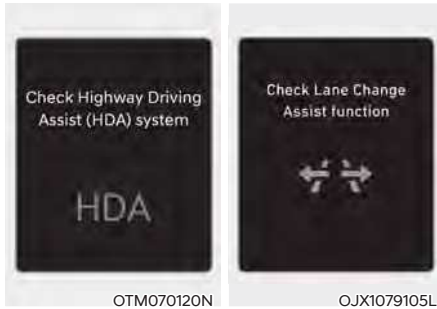 Check Highway Driving
Assist (HDA) system
HDA
OTM070120N
Check Lane Change
Assist function
OJX1079105L